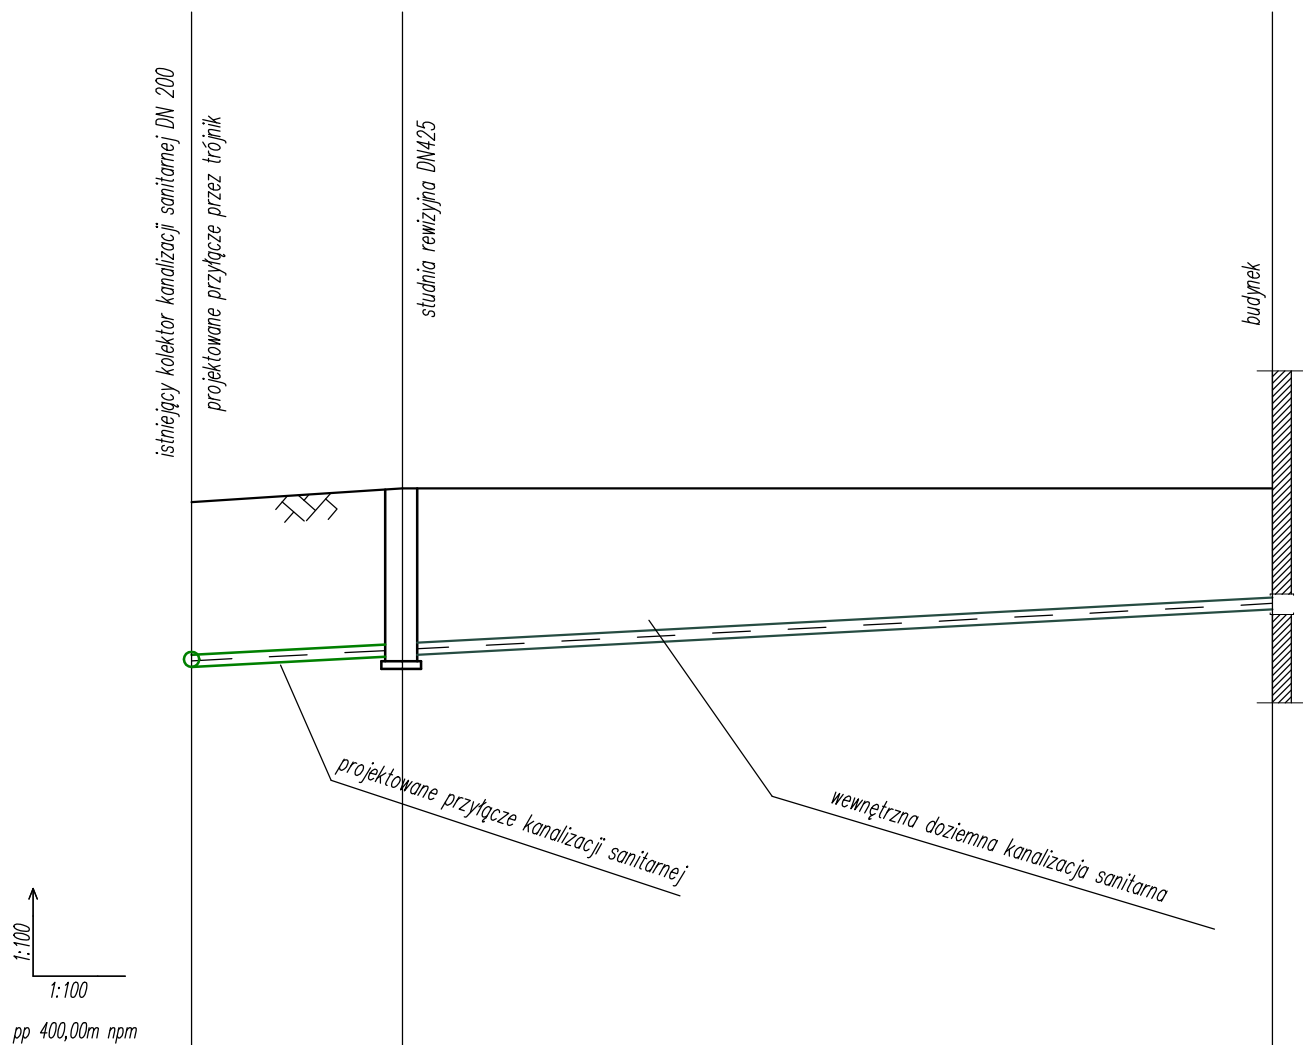 istniejący kolektor kanalizacji sanitarnej DN 200
projektowane przyłącze przez trójnik
studnia rewizyjna DN425
budynek
projektowane przyłącze kanalizacji sanitarnej
wewnętrzna doziemna kanalizacja sanitarna
1:100
1:100
pp 400,00m npm